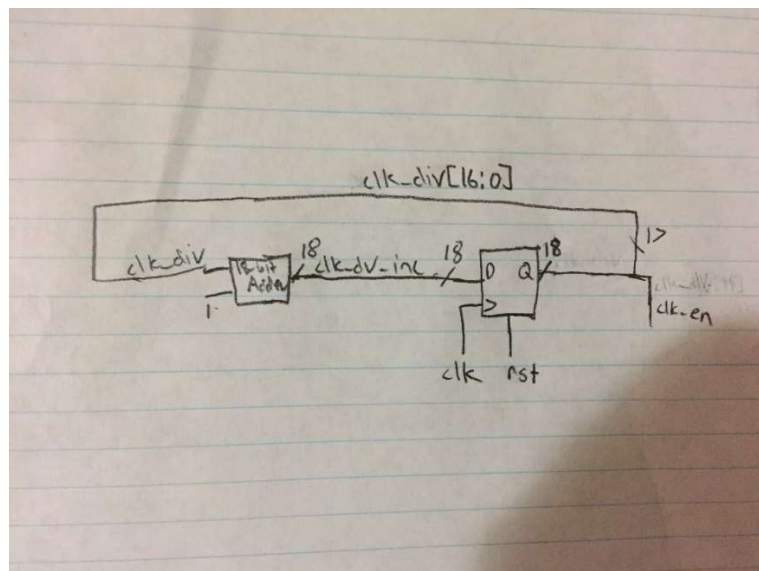 clk_div[16:0]
17
clk_div
18-bit
Adder
18
clk_dv_inc
18
D
Q
18
1
clk_en
clk
rst